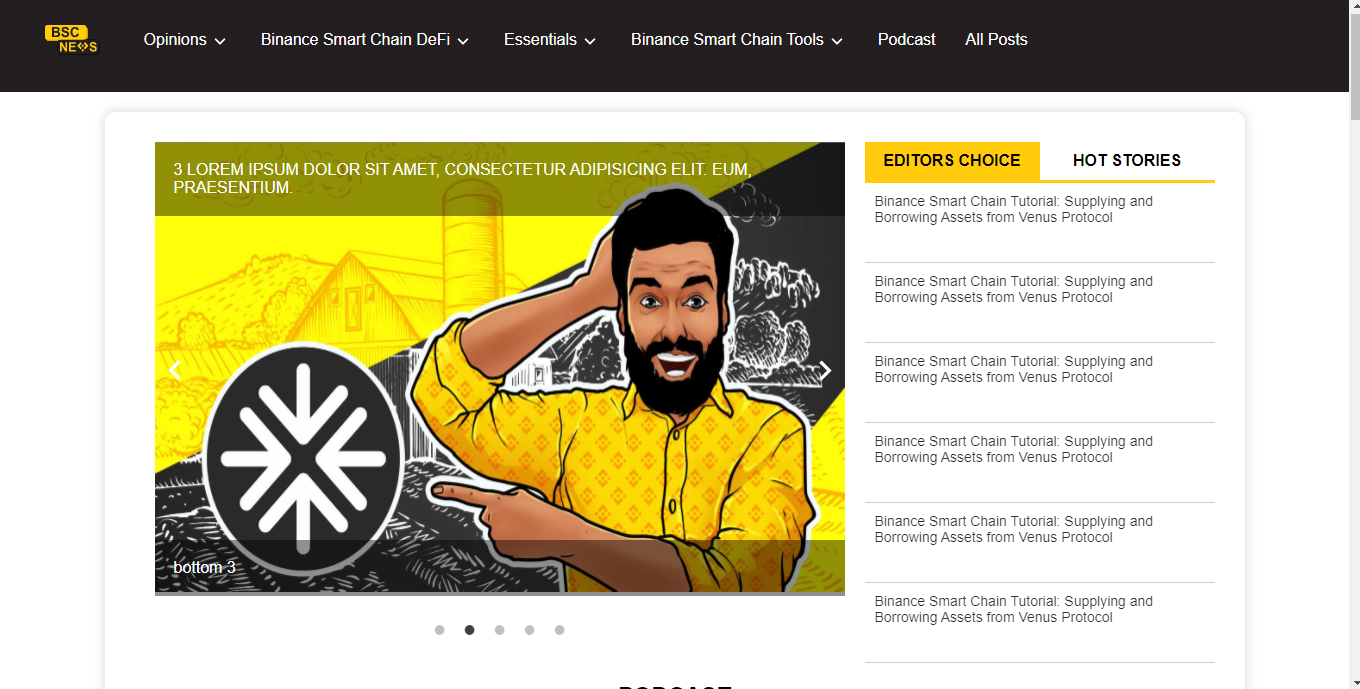 BSC
NEWS
Opinions
Binance Smart Chain DeFi
Essentials
Binance Smart Chain Tools
Podcast
All Posts
3 LOREM IPSUM DOLOR SIT AMET, CONSECTETUR ADIPISICING ELIT. EUM,
PRAESENTIUM.
bottom 3
EDITORS CHOICE
HOT STORIES
Binance Smart Chain Tutorial: Supplying and
Borrowing Assets from Venus Protocol
Binance Smart Chain Tutorial: Supplying and
Borrowing Assets from Venus Protocol
Binance Smart Chain Tutorial: Supplying and
Borrowing Assets from Venus Protocol
Binance Smart Chain Tutorial: Supplying and
Borrowing Assets from Venus Protocol
Binance Smart Chain Tutorial: Supplying and
Borrowing Assets from Venus Protocol
Binance Smart Chain Tutorial: Supplying and
Borrowing Assets from Venus Protocol
PODCAST